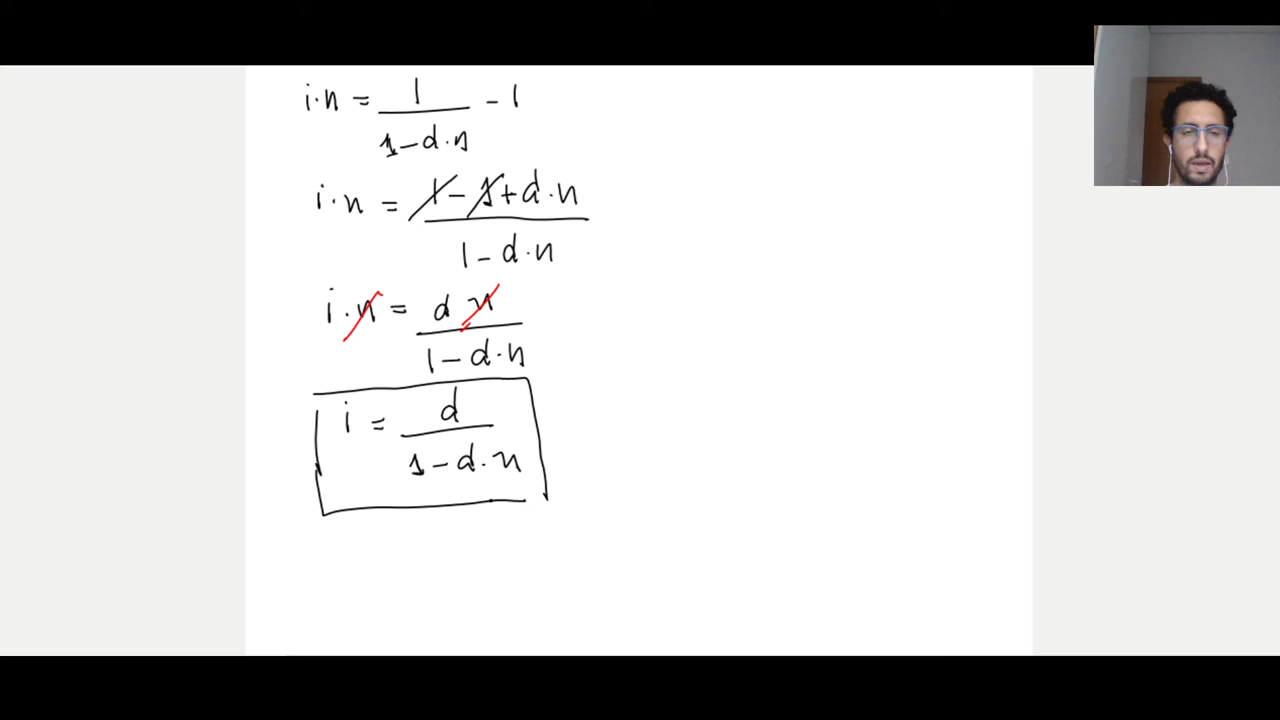 i·n = 1/(1-d·n) - 1
i·n = (1-1+d·n)/(1-d·n)
i·n = d n/(1-d·n)
i = d/(1-d·n)